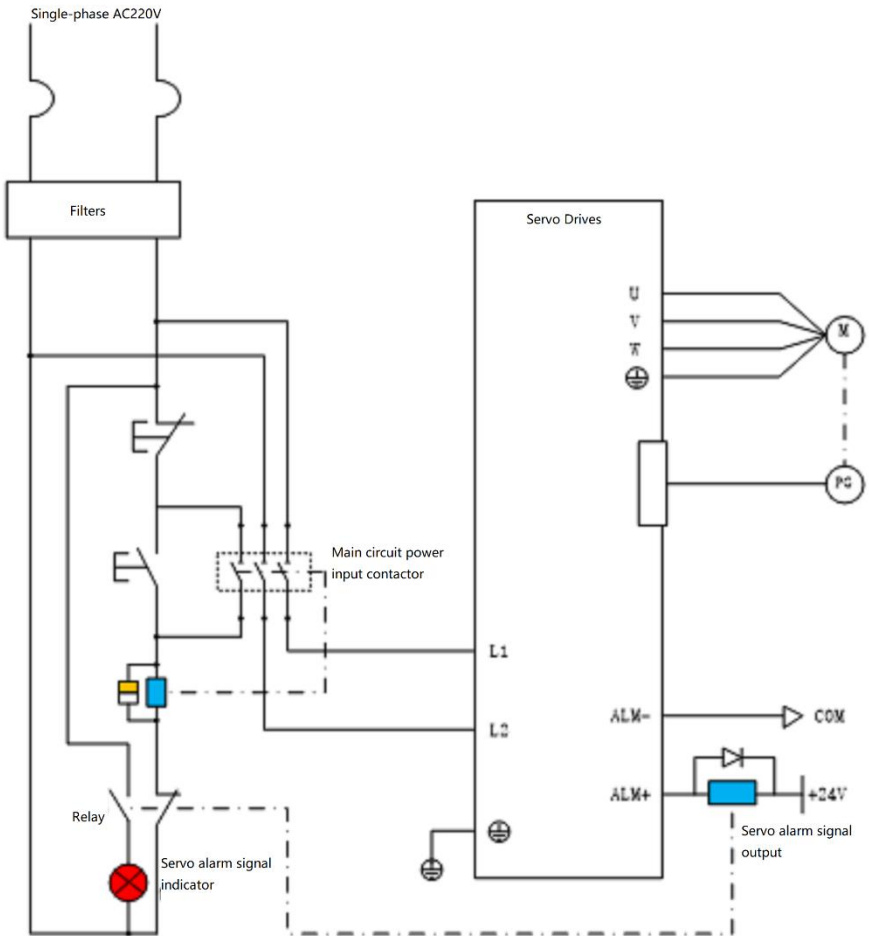 Single-phase AC220V
Filters
Servo Drives
U
V
W
M
PG
Main circuit power
input contactor
L1
L2
ALM-
COM
ALM+
+24V
Relay
Servo alarm signal
output
Servo alarm signal
indicator